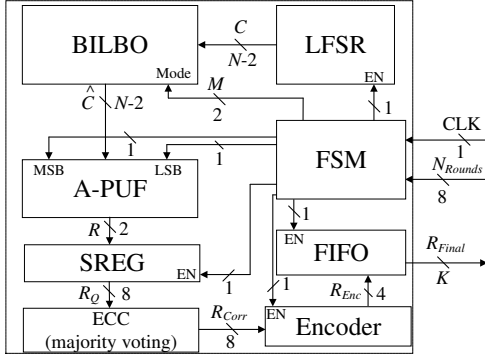 BILBO
C
N-2
LFSR
Mode
EN
Ĉ
N-2
M
2
1
CLK
1
1
1
MSB
LSB
FSM
N_Rounds
8
A-PUF
R
2
1
EN
SREG
EN
FIFO
R_Final
K
1
1
R_Q
8
R_Enc
4
ECC
(majority voting)
R_Corr
8
EN
Encoder